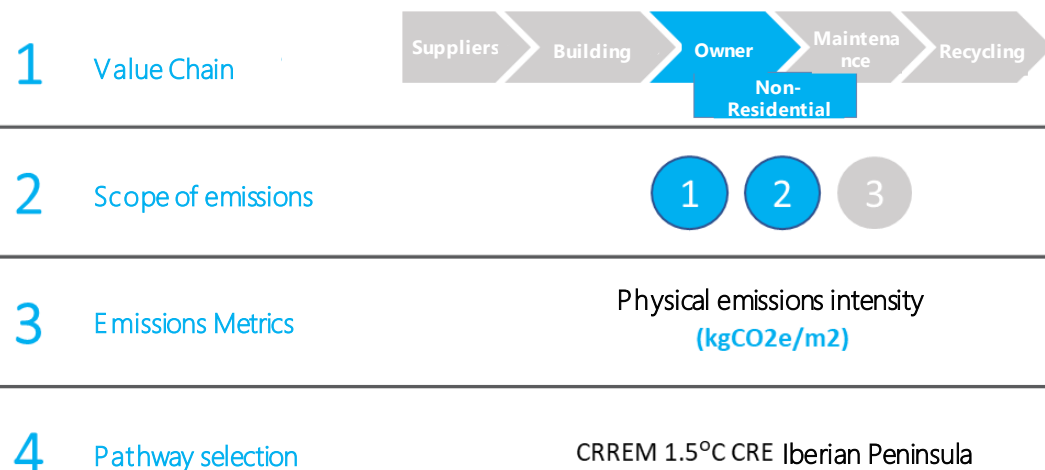 1 Value Chain
Suppliers
Building
Owner
Maintena
nce
Recycling
Non-
Residential
2 Scope of emissions
1 2 3
3 Emissions Metrics
Physical emissions intensity
(kgCO2e/m2)
4 Pathway selection
CRREM 1.5ºC CRE Iberian Peninsula